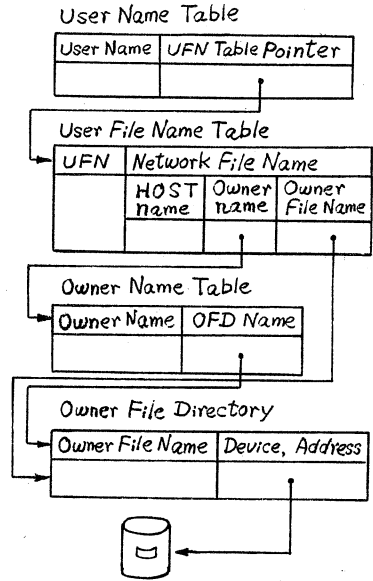 User Name Table
User Name UFN Table Pointer
User File Name Table
UFN Network File Name
HOST name Owner name Owner File Name
Owner Name Table
Owner Name OFD Name
Owner File Directory
Owner File Name Device, Address